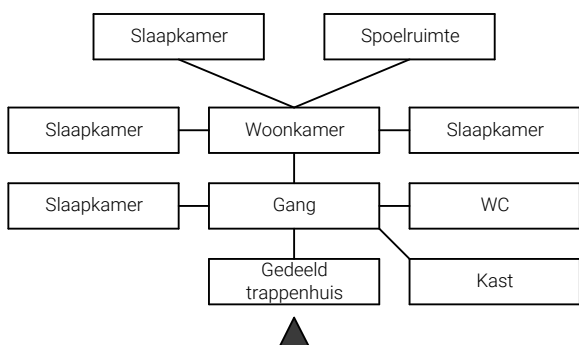 Slaapkamer
Spoelruimte
Slaapkamer
Woonkamer
Slaapkamer
Slaapkamer
Gang
WC
Gedeeld
trappenhuis
Kast